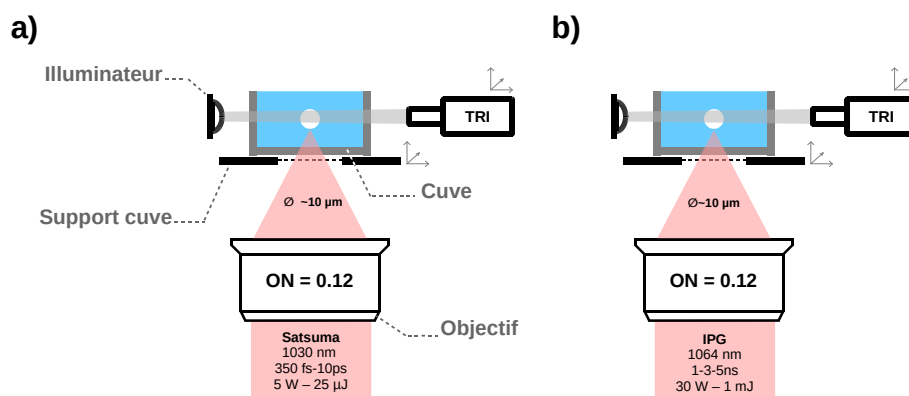 a)
Illuminateur
TRI
Ø ~10 µm
Cuve
Support cuve
ON = 0.12
Objectif
Satsuma
1030 nm
350 fs-10ps
5 W – 25 µJ
b)
TRI
Ø~10 µm
ON = 0.12
IPG
1064 nm
1-3-5ns
30 W – 1 mJ